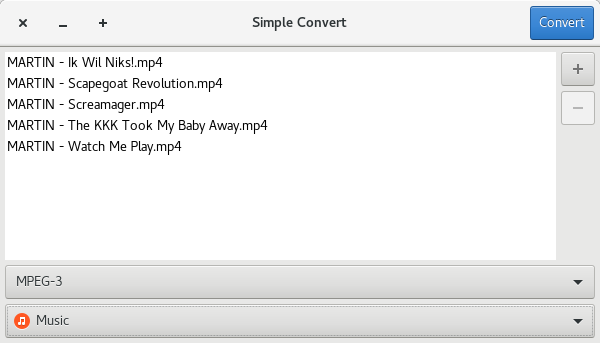 Simple Convert
Convert
MARTIN - Ik Wil Niks!.mp4
MARTIN - Scapegoat Revolution.mp4
MARTIN - Screamager.mp4
MARTIN - The KKK Took My Baby Away.mp4
MARTIN - Watch Me Play.mp4
MPEG-3
Music